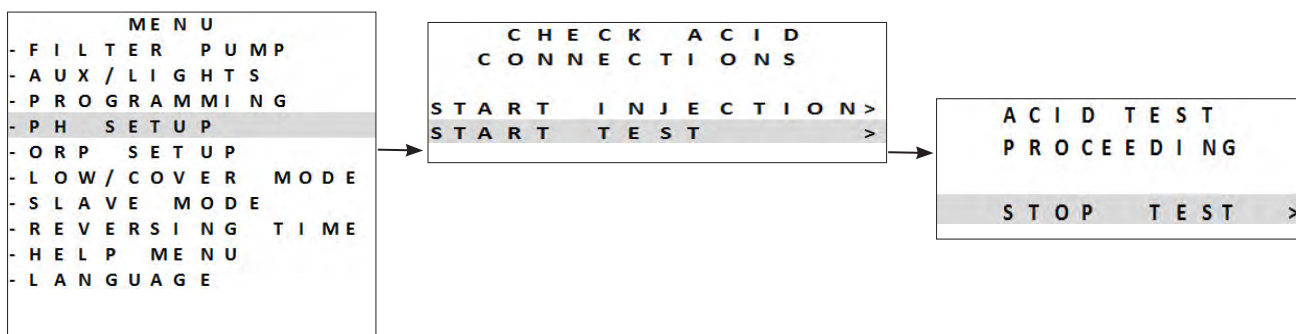 MENU
- FILTER PUMP
- AUX/LIGHTS
- PROGRAMMING
- PH SETUP
- ORP SETUP
- LOW/COVER MODE
- SLAVE MODE
- REVERSING TIME
- HELP MENU
- LANGUAGE
CHECK ACID
CONNECTIONS
START INJECTION>
START TEST >
ACID TEST
PROCEEDING
STOP TEST >